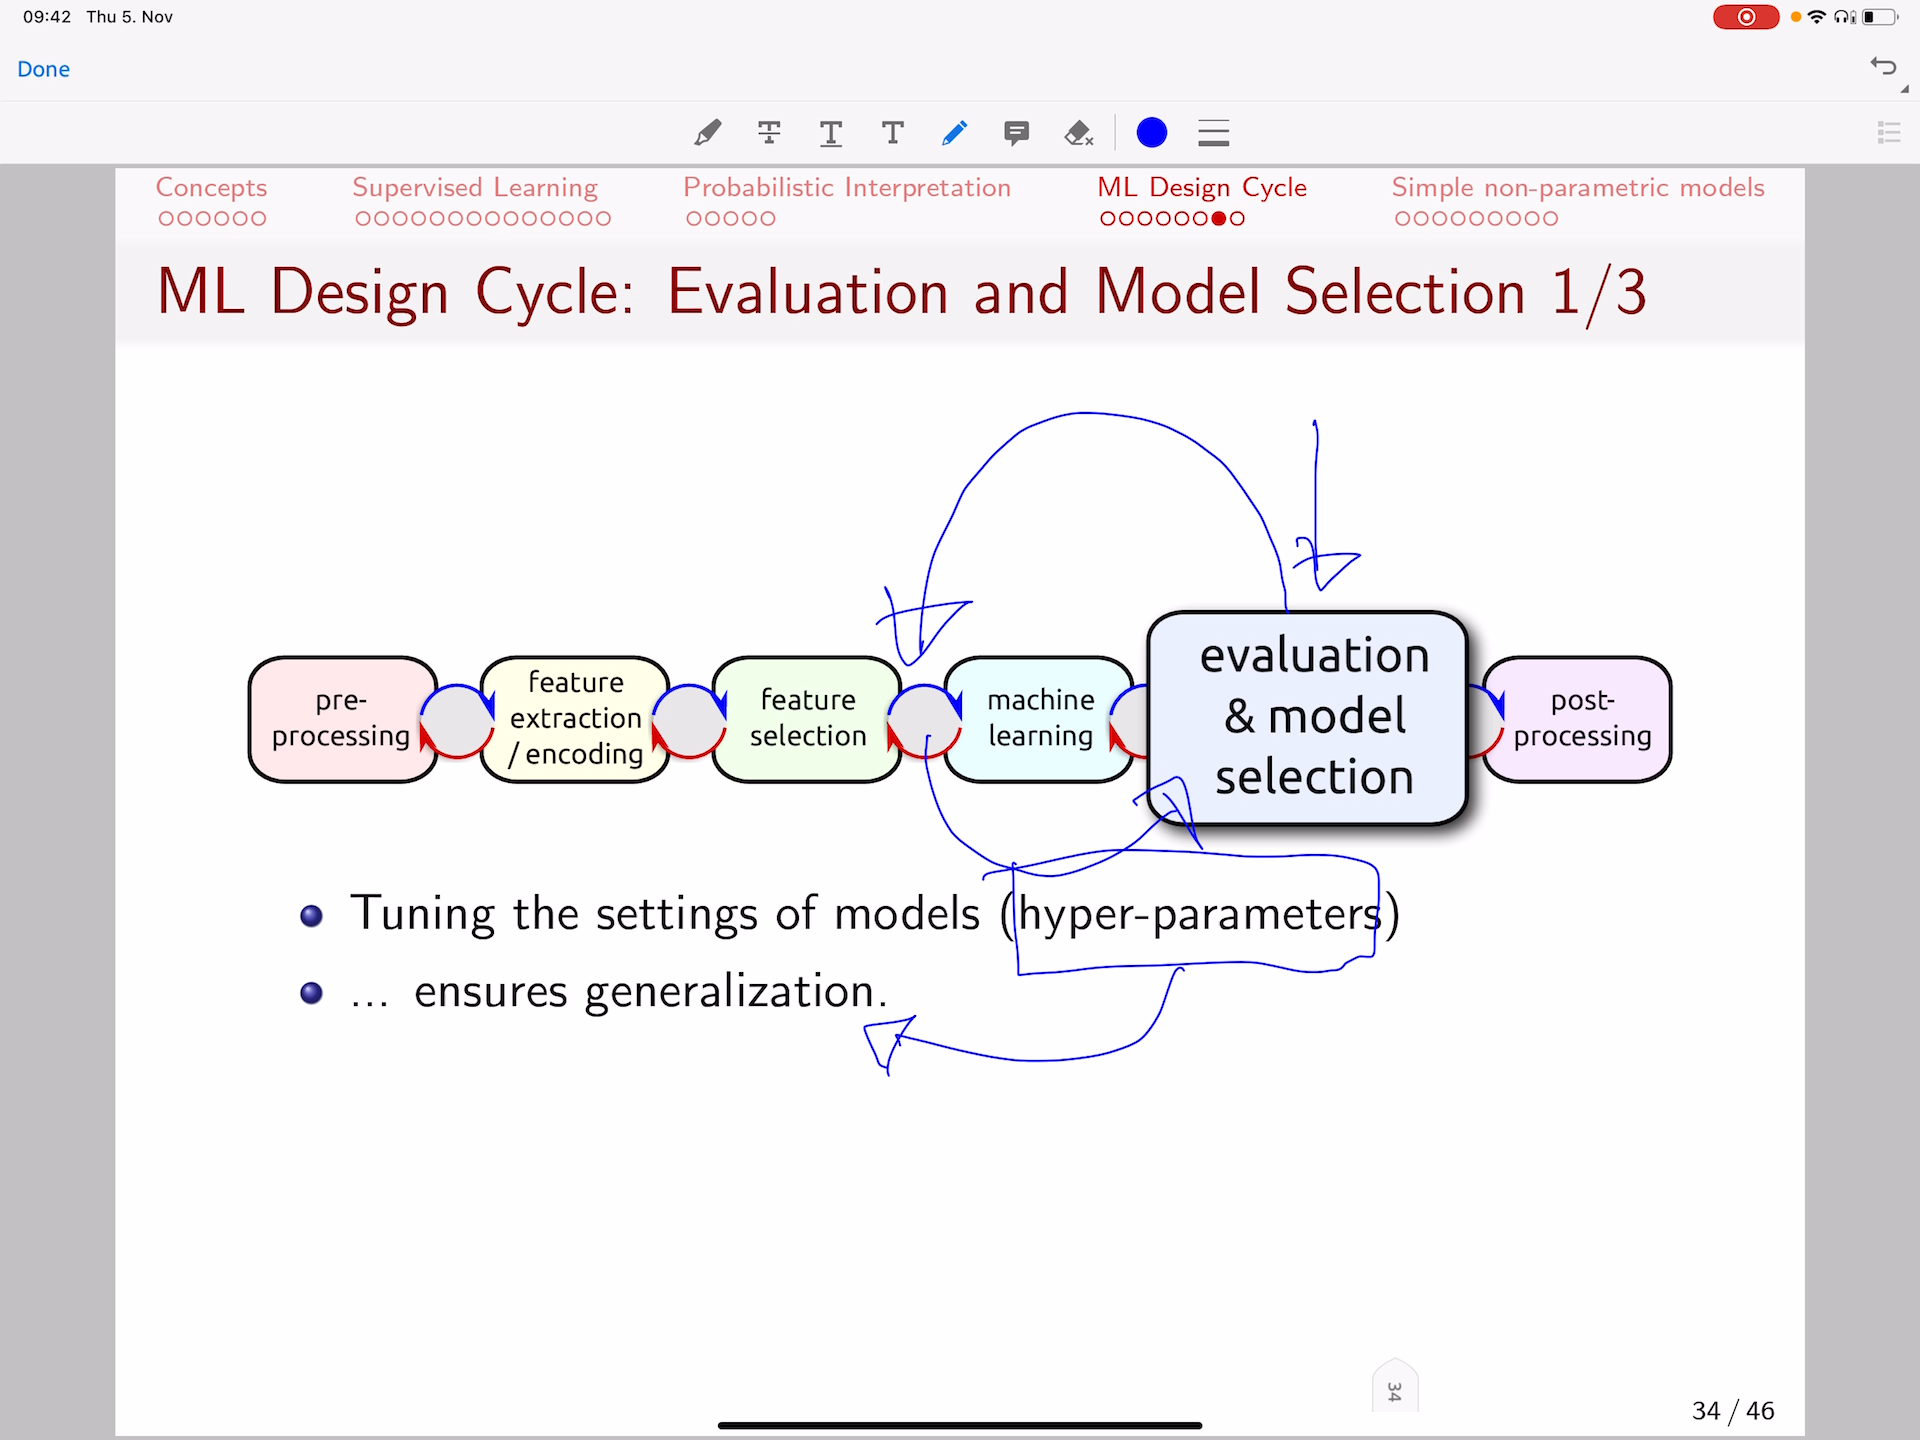 09:42 Thu 5. Nov
Done
T T T
Concepts Supervised Learning Probabilistic Interpretation ML Design Cycle Simple non-parametric models
ML Design Cycle: Evaluation and Model Selection 1/3
pre-
processing
feature
extraction
/ encoding
feature
selection
machine
learning
evaluation
& model
selection
post-
processing
Tuning the settings of models (hyper-parameters)
... ensures generalization.
34
34 / 46